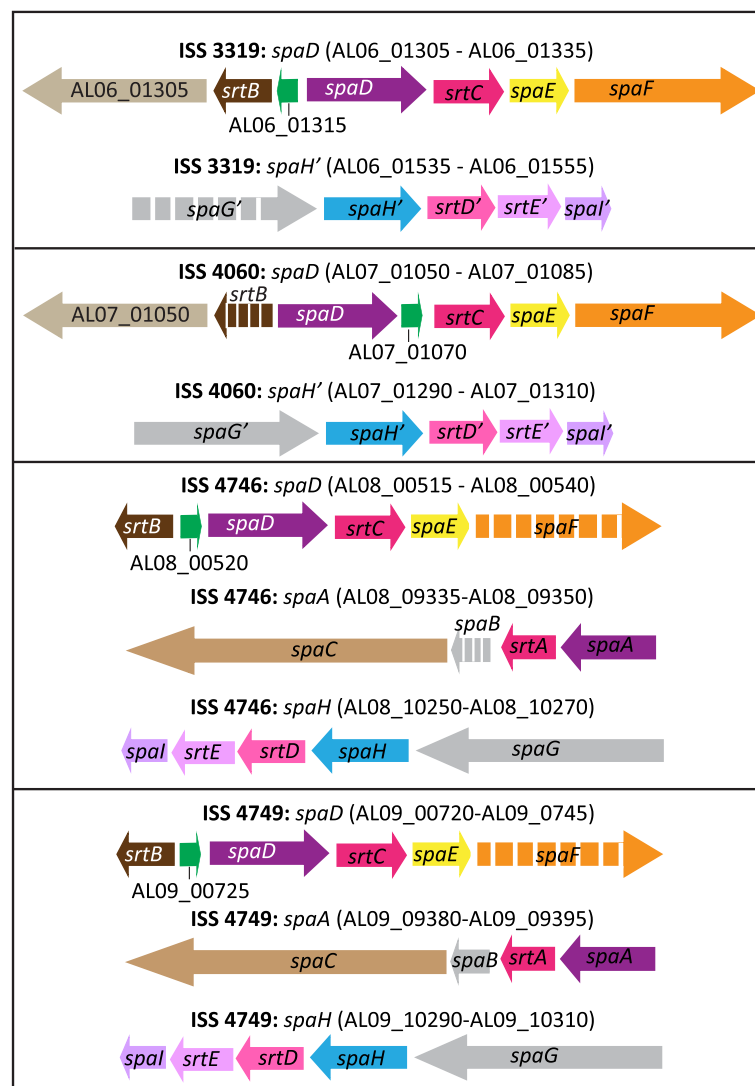 ISS 3319: spaD (AL06_01305 - AL06_01335)
AL06_01305 srtB spaD srtC spaE spaF
AL06_01315
ISS 3319: spaH’ (AL06_01535 - AL06_01555)
spaG’ spaH’ srtD’ srtE’ spaI’
ISS 4060: spaD (AL07_01050 - AL07_01085)
AL07_01050 srtB spaD srtC spaE spaF
AL07_01070
ISS 4060: spaH’ (AL07_01290 - AL07_01310)
spaG’ spaH’ srtD’ srtE’ spaI’
ISS 4746: spaD (AL08_00515 - AL08_00540)
srtB spaD srtC spaE spaF
AL08_00520
ISS 4746: spaA (AL08_09335-AL08_09350)
spaC spaB srtA spaA
ISS 4746: spaH (AL08_10250-AL08_10270)
spaI srtE srtD spaH spaG
ISS 4749: spaD (AL09_00720-AL09_0745)
srtB spaD srtC spaE spaF
AL09_00725
ISS 4749: spaA (AL09_09380-AL09_09395)
spaC spaB srtA spaA
ISS 4749: spaH (AL09_10290-AL09_10310)
spaI srtE srtD spaH spaG